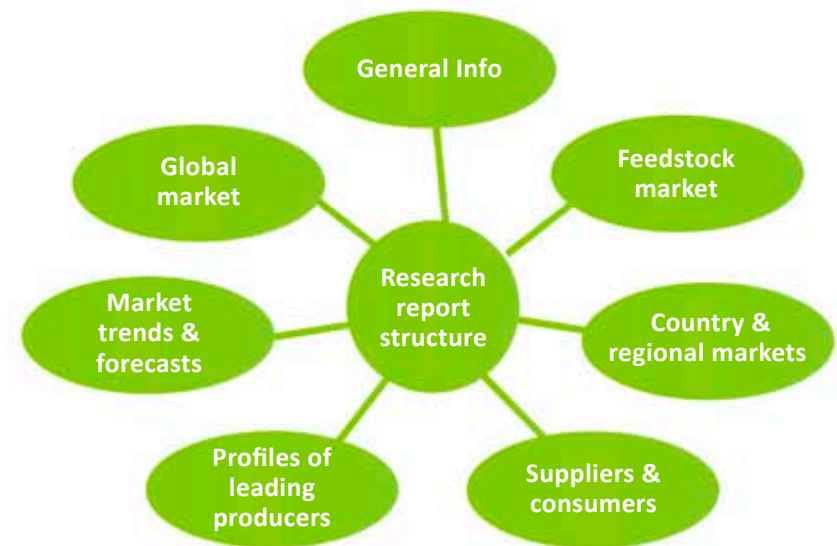 General Info
Global
market
Feedstock
market
Research
report
structure
Market
trends &
forecasts
Country &
regional markets
Profiles of
leading
producers
Suppliers &
consumers